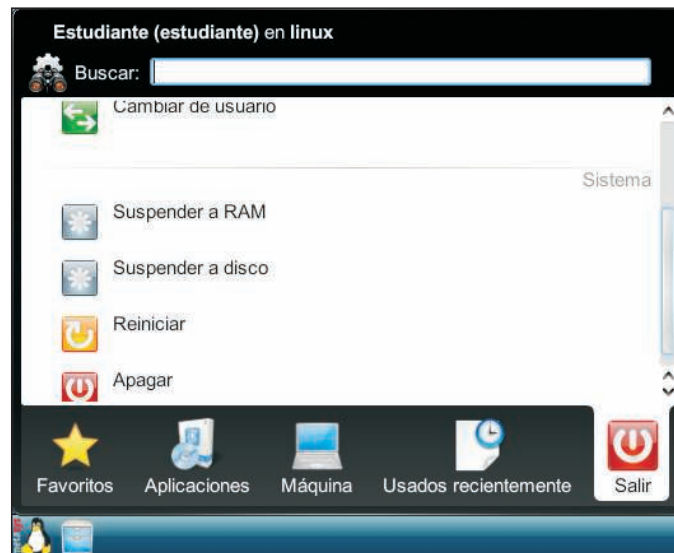 Estudiante (estudiante) en linux
Buscar:
Cambiar de usuario
Sistema
Suspender a RAM
Suspender a disco
Reiniciar
Apagar
Favoritos Aplicaciones Máquina Usados recientemente Salir